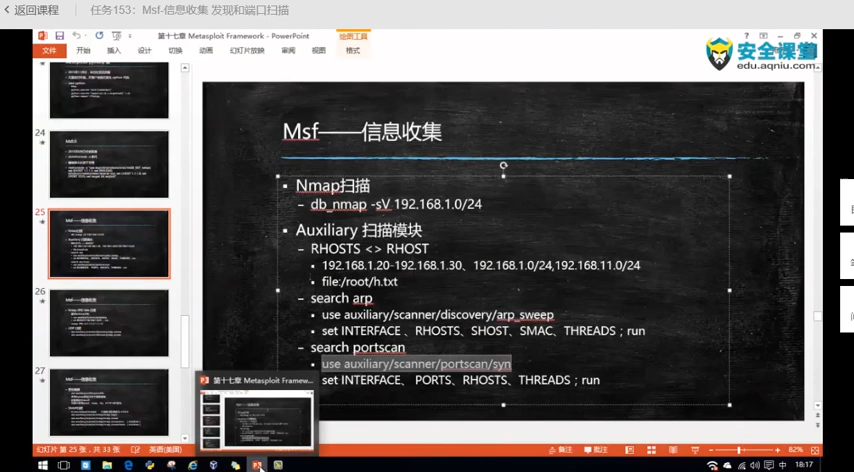 返回课程
任务153：Msf-信息收集 发现和端口扫描
第十七章 Metasploit Framework - PowerPoint
绘图工具
文件 开始 插入 设计 切换 动画 幻灯片放映 审阅 视图 格式
安全课堂
edu.aqniu.com
24
25
26
27
Msf——信息收集
Nmap扫描
– db_nmap -sV 192.168.1.0/24
Auxiliary 扫描模块
– RHOSTS <> RHOST
192.168.1.20-192.168.1.30、192.168.1.0/24,192.168.11.0/24
file:/root/h.txt
– search arp
use auxiliary/scanner/discovery/arp_sweep
set INTERFACE 、RHOSTS、SHOST、SMAC、THREADS；run
– search portscan
use auxiliary/scanner/portscan/syn
set INTERFACE、 PORTS、RHOSTS、THREADS；run
第十七章 Metasploit Framew...
幻灯片 第 25 张，共 33 张 英语(美国) 备注 批注 82%
中 18:17